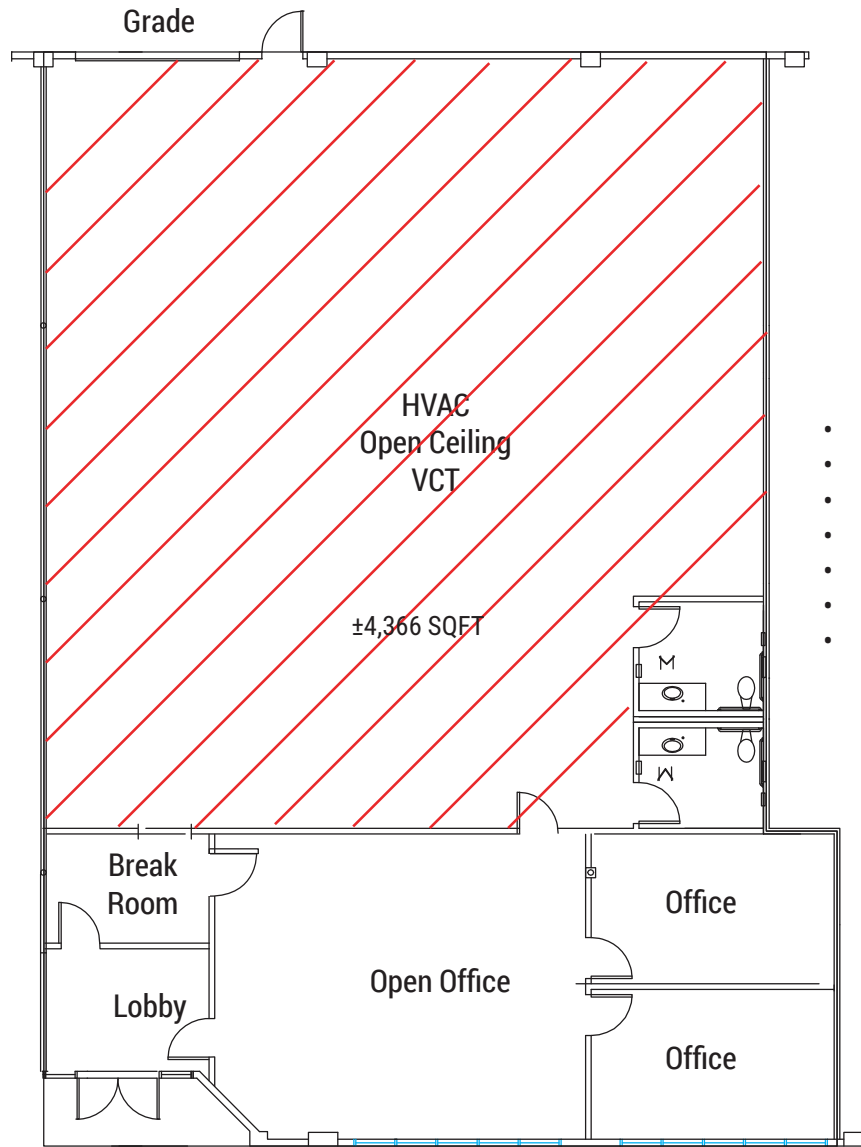 Grade
HVAC
Open Ceiling
VCT
±4,366 SQFT
M
W
Break
Room
Office
Open Office
Lobby
Office